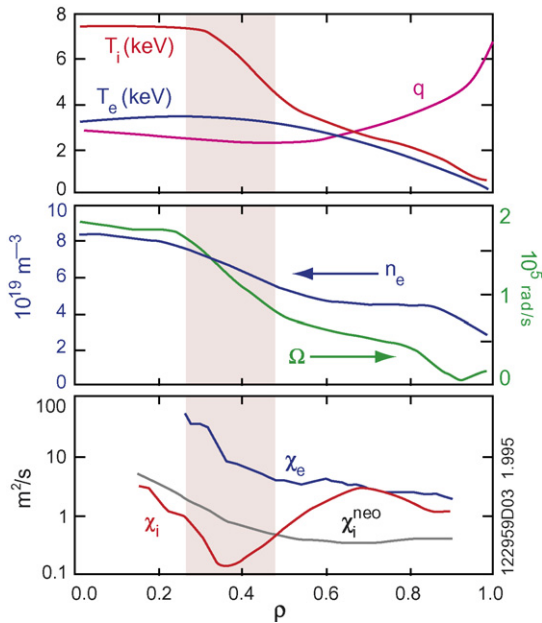 8
6
4
2
0
T_i (keV)
T_e (keV)
q
10
8
6
4
2
0
10^19 m^—3
n_e
Ω
2
1
0
10^5 rad/s
100
10
1
0.1
m²/s
χ_e
χ_i
χ_i^neo
0.0 0.2 0.4 0.6 0.8 1.0
ρ
122959D03 1.995